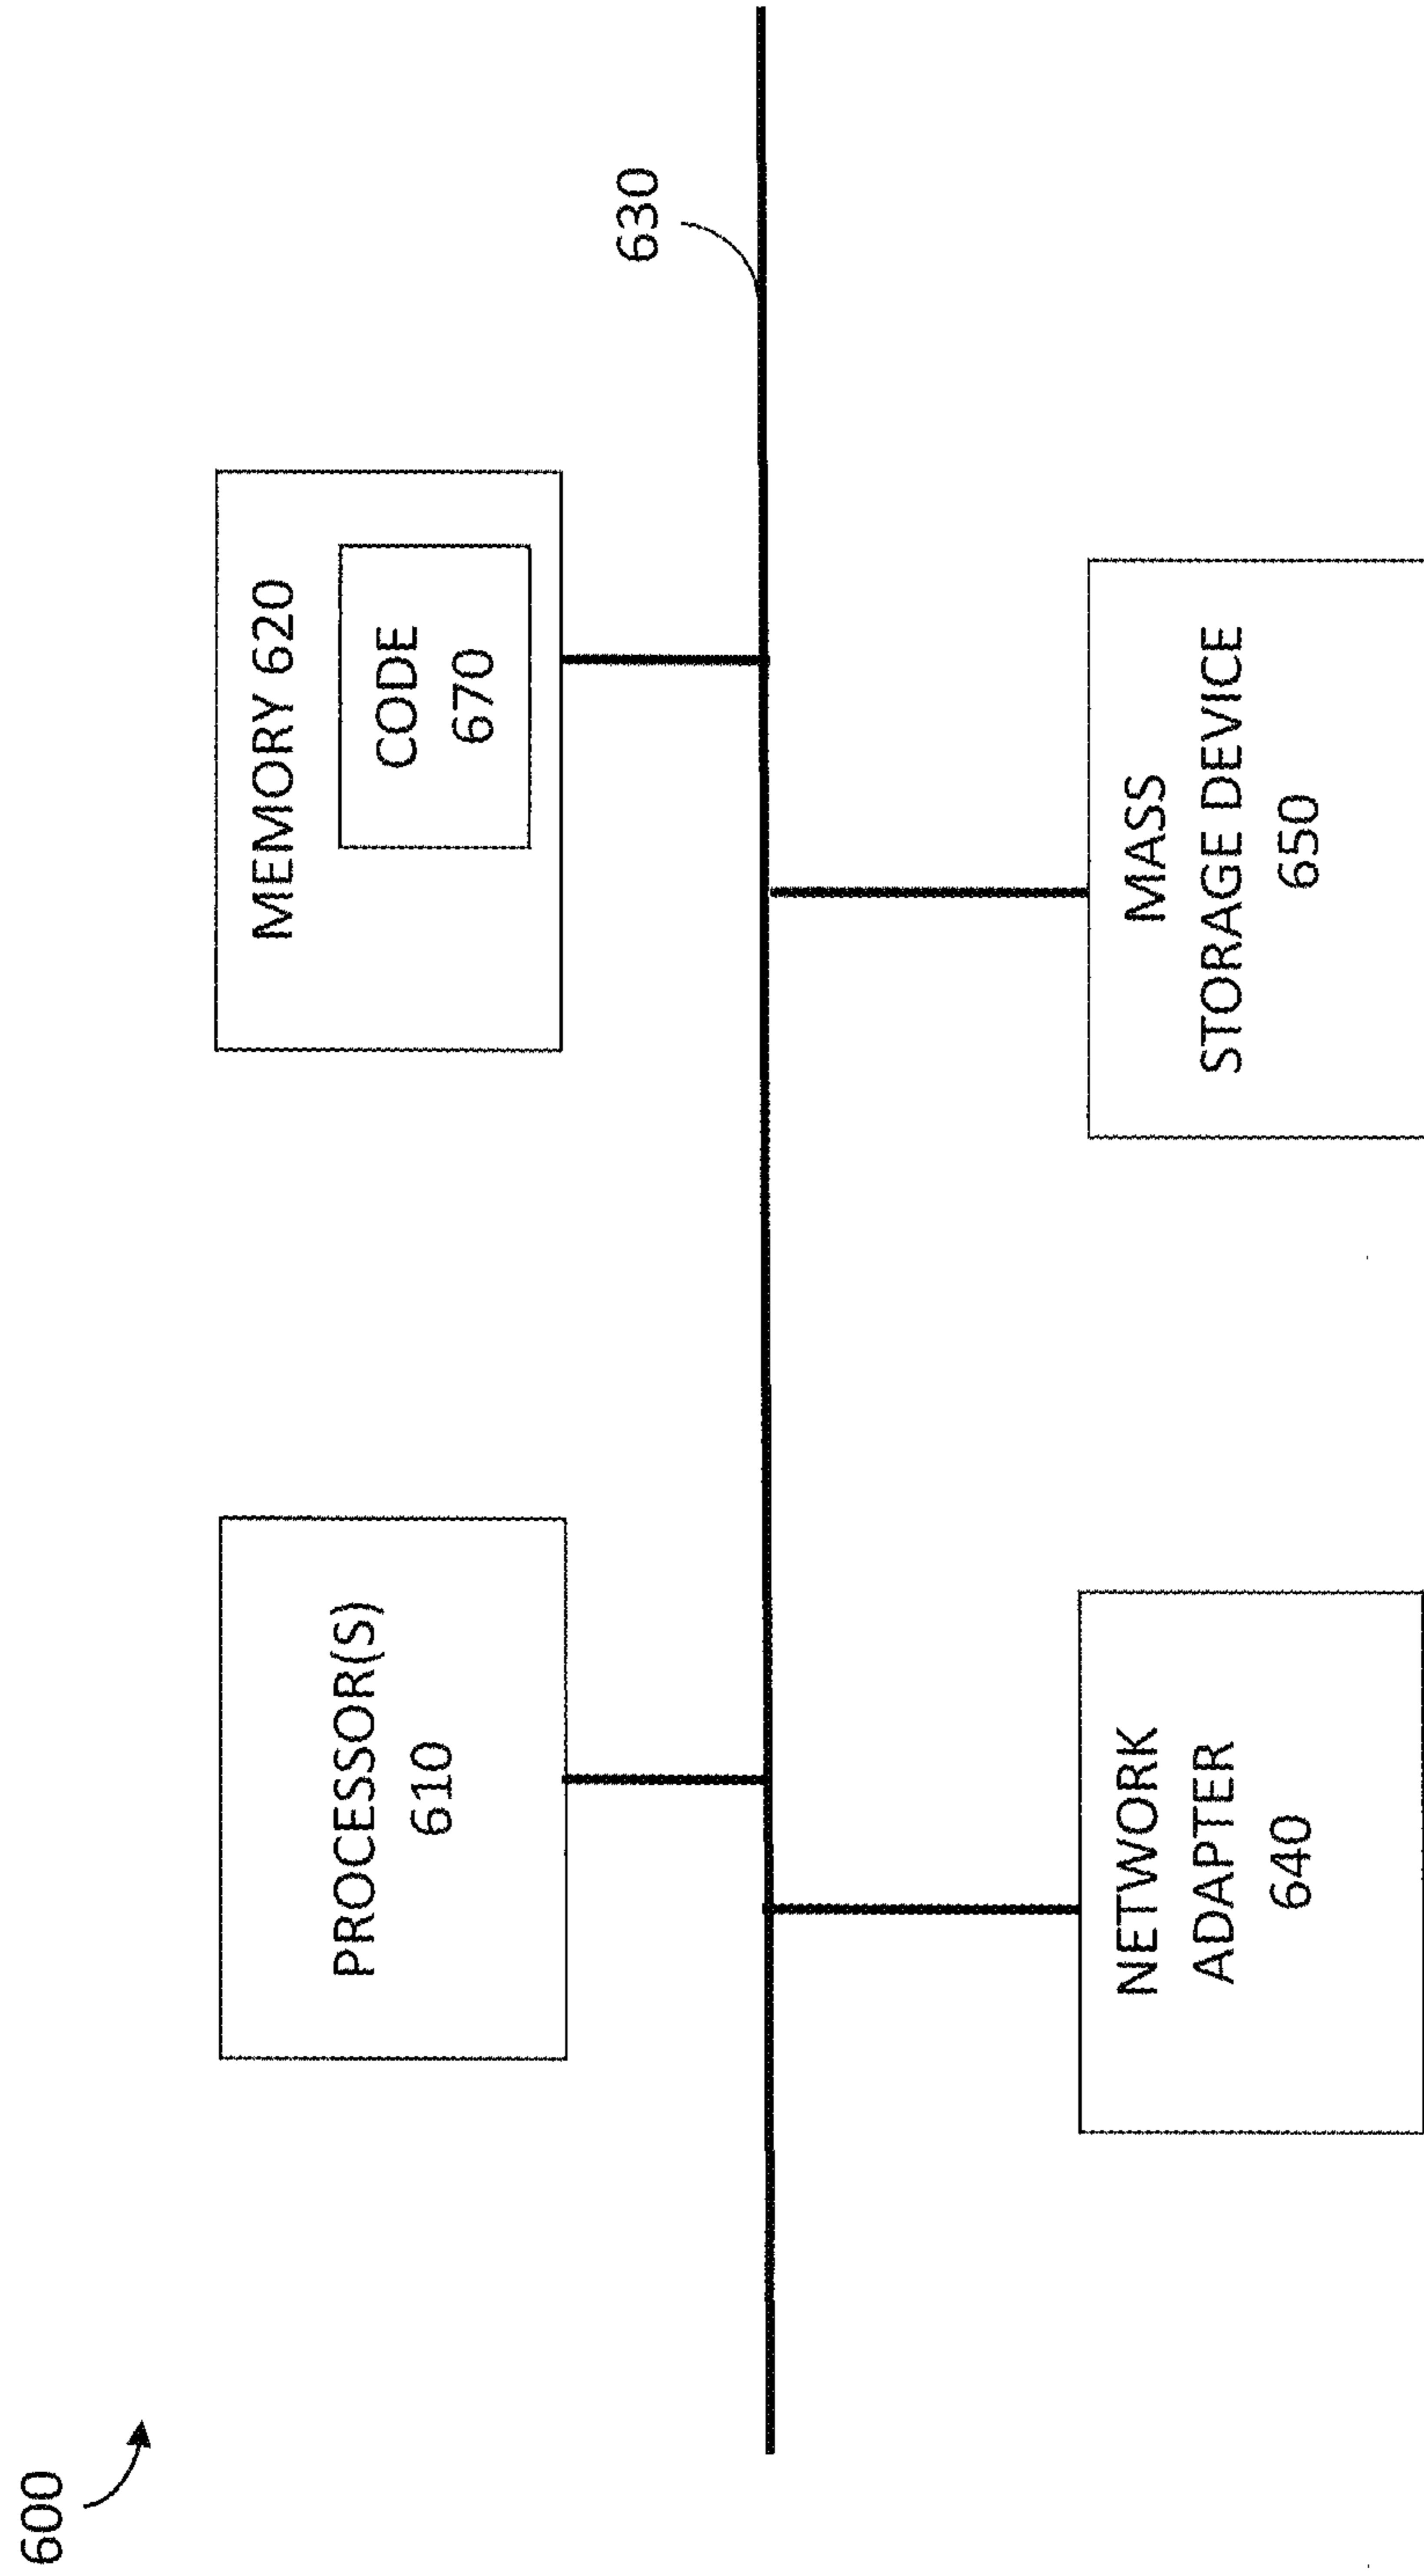 600
PROCESSOR(S)
610
MEMORY 620
CODE
670
630
NETWORK
ADAPTER
640
MASS
STORAGE DEVICE
650